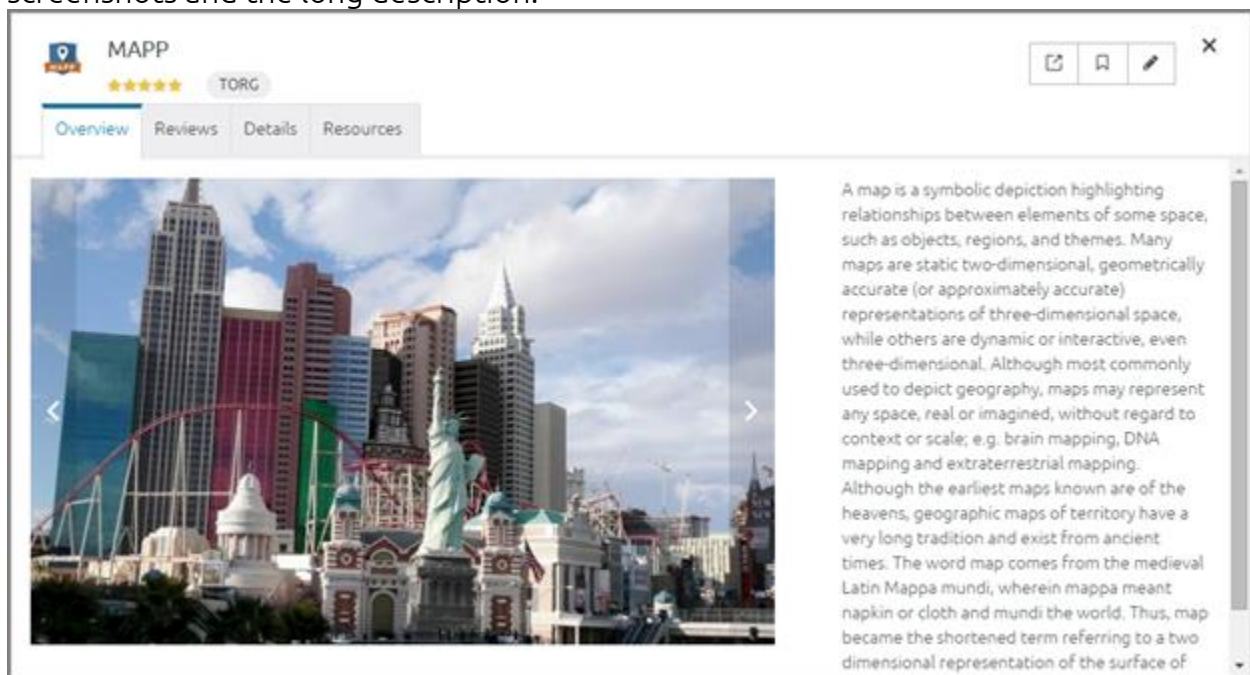 screenshots and the long description.
MAPP
MAPP
TORG
Overview Reviews Details Resources
A map is a symbolic depiction highlighting
relationships between elements of some space,
such as objects, regions, and themes. Many
maps are static two-dimensional, geometrically
accurate (or approximately accurate)
representations of three-dimensional space,
while others are dynamic or interactive, even
three-dimensional. Although most commonly
used to depict geography, maps may represent
any space, real or imagined, without regard to
context or scale; e.g. brain mapping, DNA
mapping and extraterrestrial mapping.
Although the earliest maps known are of the
heavens, geographic maps of territory have a
very long tradition and exist from ancient
times. The word map comes from the medieval
Latin Mappa mundi, wherein mappa meant
napkin or cloth and mundi the world. Thus, map
became the shortened term referring to a two
dimensional representation of the surface of